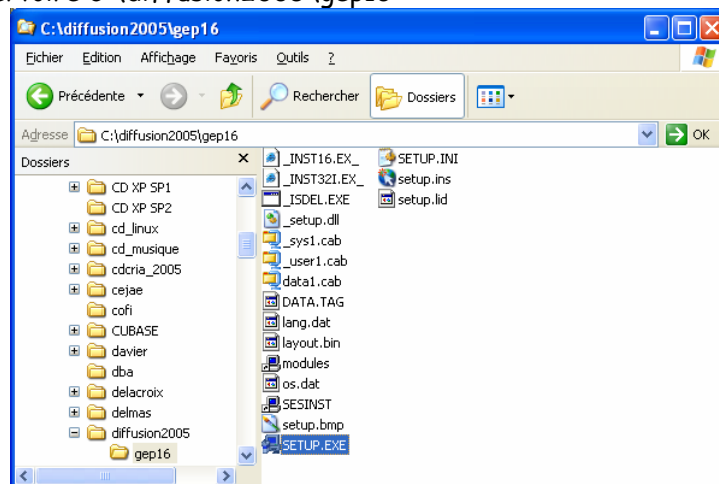 C:\diffusion2005\gep16
Fichier Edition Affichage Favoris Outils ?
Précédente Rechercher Dossiers
Adresse C:\diffusion2005\gep16 OK
Dossiers
CD XP SP1
CD XP SP2
cd_linux
cd_musique
cdcria_2005
cejae
cofi
CUBASE
davier
dba
delacroix
delmas
diffusion2005
gep16
_INST16.EX_
_INST32I.EX_
_ISDEL.EXE
_setup.dll
_sys1.cab
_user1.cab
data1.cab
DATA.TAG
lang.dat
layout.bin
modules
os.dat
SESINST
setup.bmp
SETUP.EXE
SETUP.INI
setup.ins
setup.lid